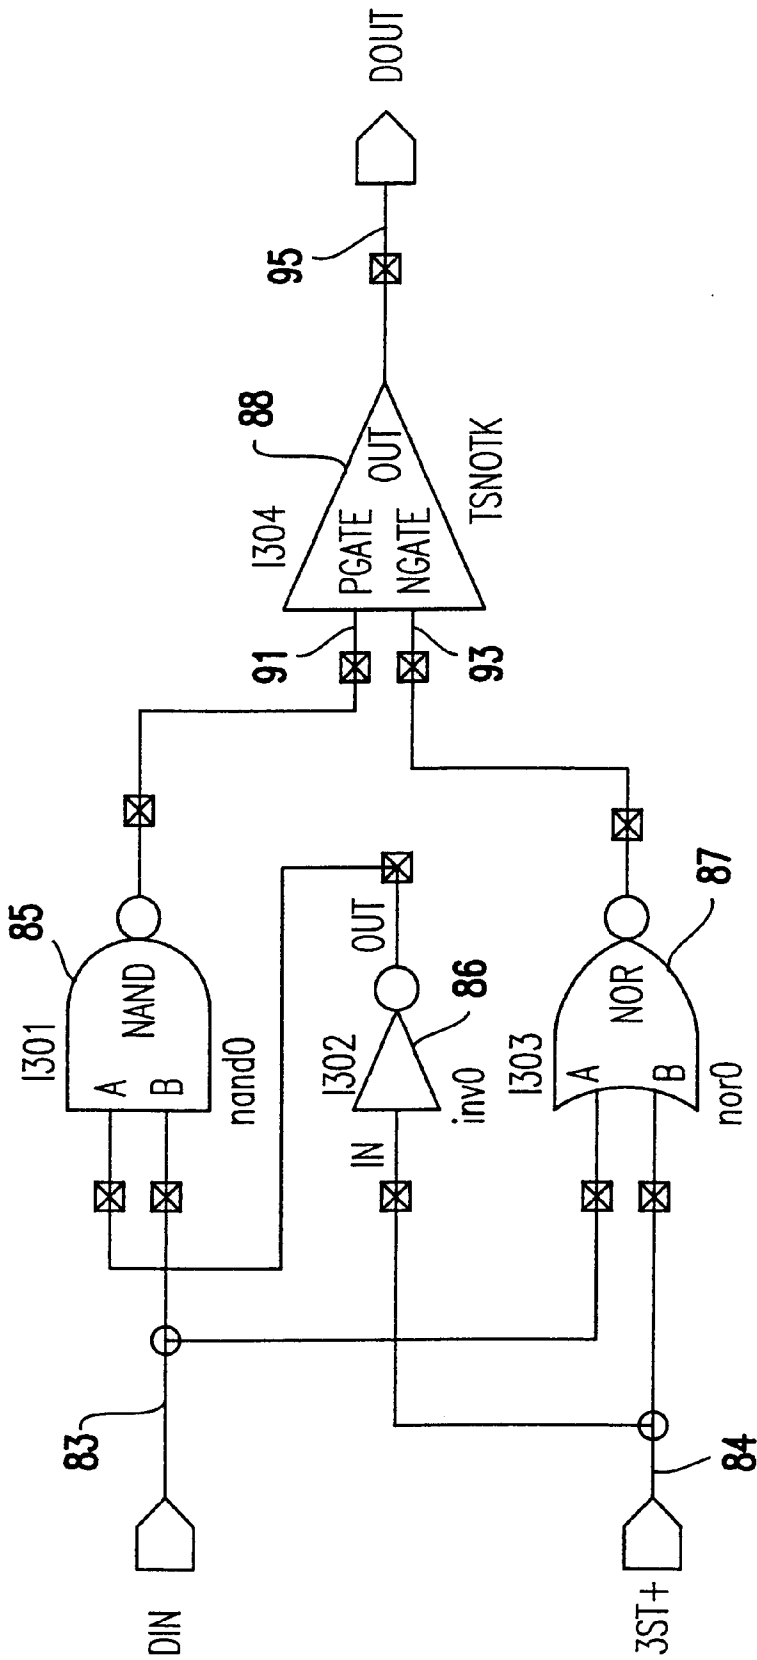 DIN
83
3ST+
84
I301
85
A
B
NAND
nand0
I302
IN
OUT
86
inv0
I303
A
B
NOR
87
nor0
91
93
I304
88
PGATE
NGATE
OUT
TSNOTK
95
DOUT